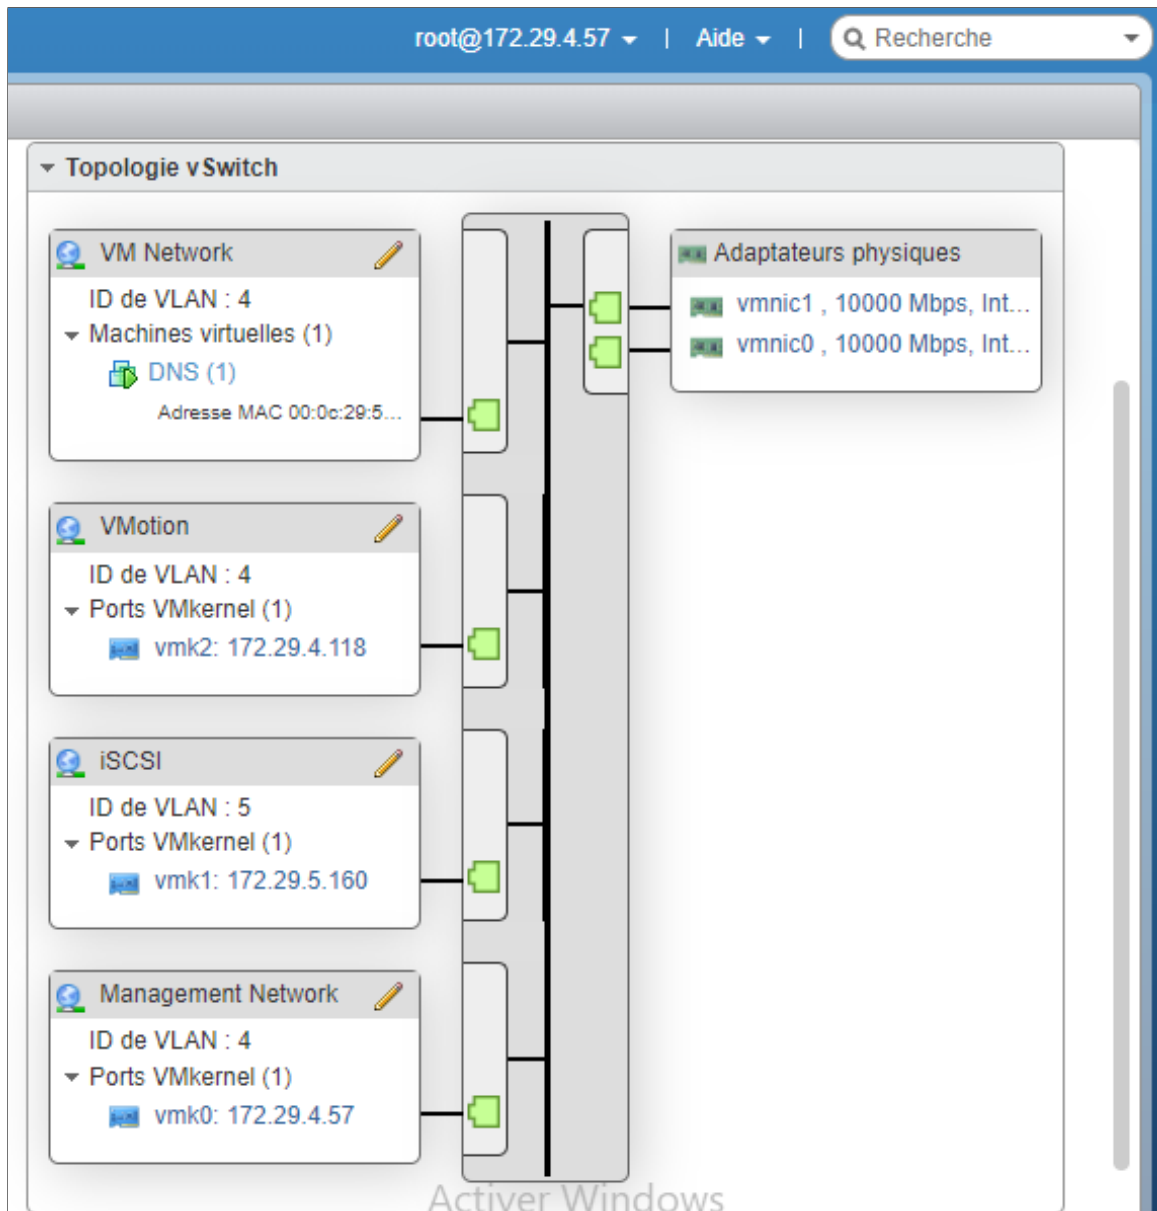 root@172.29.4.57 | Aide | Recherche
Topologie vSwitch
VM Network
ID de VLAN : 4
Machines virtuelles (1)
DNS (1)
Adresse MAC 00:0c:29:5...
Adaptateurs physiques
vmnic1 , 10000 Mbps, Int...
vmnic0 , 10000 Mbps, Int...
VMotion
ID de VLAN : 4
Ports VMkernel (1)
vmk2: 172.29.4.118
iSCSI
ID de VLAN : 5
Ports VMkernel (1)
vmk1: 172.29.5.160
Management Network
ID de VLAN : 4
Ports VMkernel (1)
vmk0: 172.29.4.57
Activer Windows